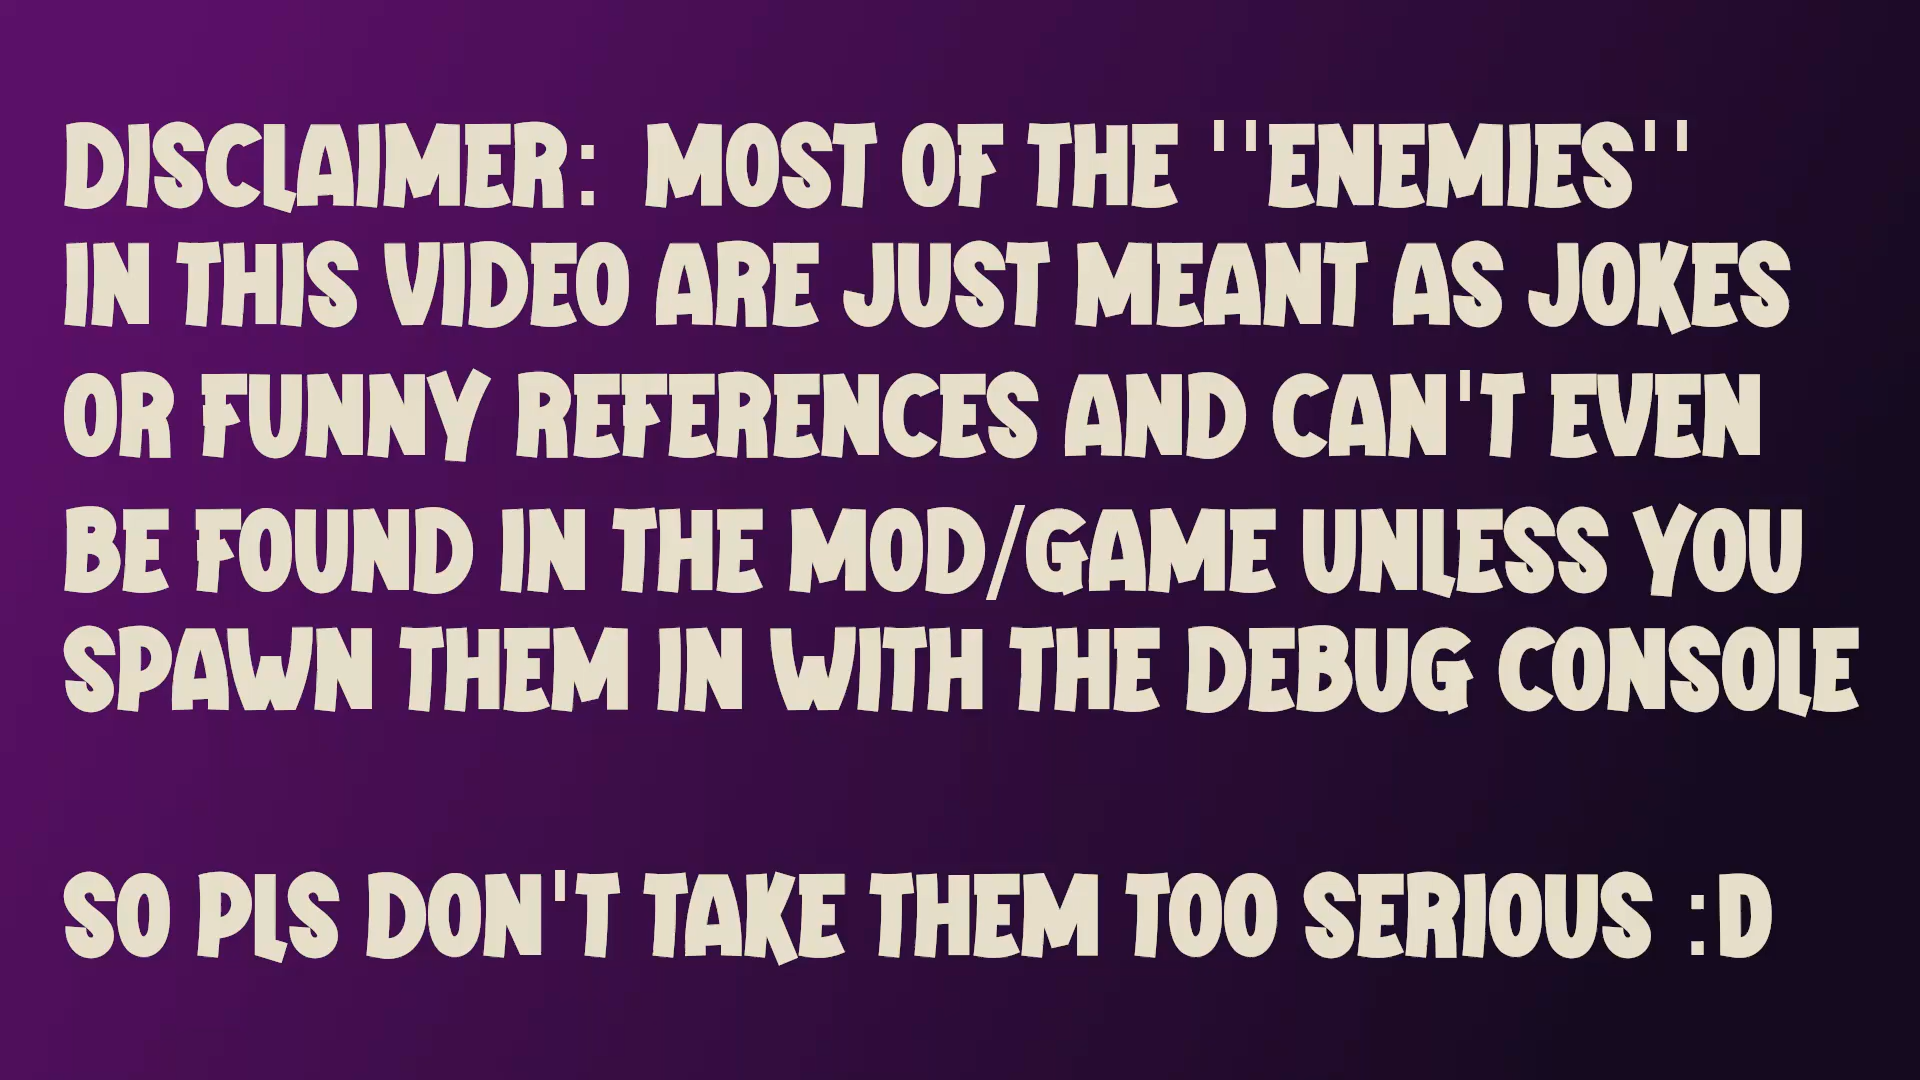 DISCLAIMER: MOST OF THE ''ENEMIES''
IN THIS VIDEO ARE JUST MEANT AS JOKES
OR FUNNY REFERENCES AND CAN'T EVEN
BE FOUND IN THE MOD/GAME UNLESS YOU
SPAWN THEM IN WITH THE DEBUG CONSOLE
SO PLS DON'T TAKE THEM TOO SERIOUS :D